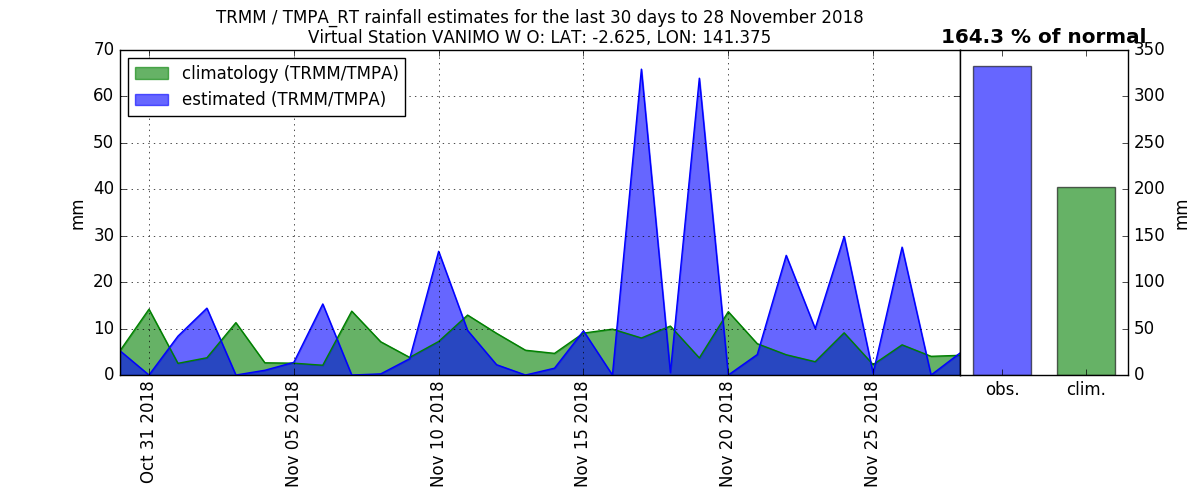 TRMM / TMPA_RT rainfall estimates for the last 30 days to 28 November 2018
Virtual Station VANIMO W O: LAT: -2.625, LON: 141.375
164.3 % of normal
climatology (TRMM/TMPA)
estimated (TRMM/TMPA)
70
60
50
40
30
20
10
0
mm
Oct 31 2018
Nov 05 2018
Nov 10 2018
Nov 15 2018
Nov 20 2018
Nov 25 2018
obs.
clim.
350
300
250
200
150
100
50
0
mm